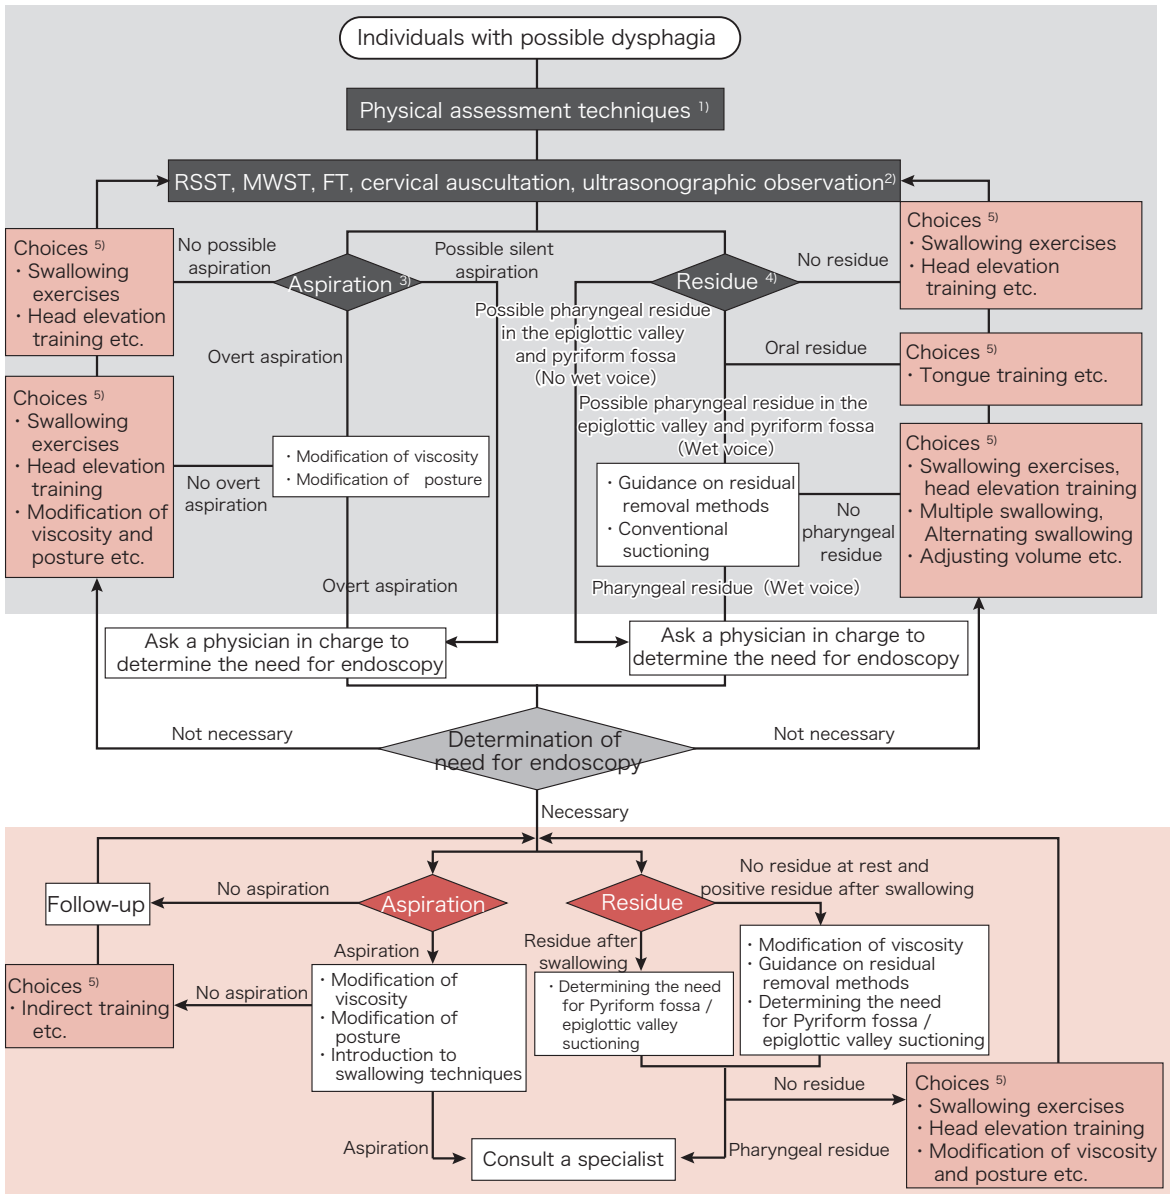 Individuals with possible dysphagia
Physical assessment techniques 1)
RSST, MWST, FT, cervical auscultation, ultrasonographic observation2)
Choices 5)
・Swallowing
exercises
・Head elevation
training etc.
No possible
aspiration
Aspiration 3)
Possible silent
aspiration
Residue 4)
No residue
Choices 5)
・Swallowing exercises
・Head elevation
training etc.
Overt aspiration
Possible pharyngeal residue
in the epiglottic valley
and pyriform fossa
(No wet voice)
Oral residue
Choices 5)
・Tongue training etc.
Choices 5)
・Swallowing
exercises
・Head elevation
training
・Modification of
viscosity and
posture etc.
No overt
aspiration
・Modification of viscosity
・Modification of posture
Possible pharyngeal residue in the
epiglottic valley and pyriform fossa
(Wet voice)
・Guidance on residual
removal methods
・Conventional
suctioning
No
pharyngeal
residue
Choices 5)
・Swallowing exercises,
head elevation training
・Multiple swallowing,
Alternating swallowing
・Adjusting volume etc.
Overt aspiration
Pharyngeal residue (Wet voice)
Ask a physician in charge to
determine the need for endoscopy
Ask a physician in charge to
determine the need for endoscopy
Not necessary
Determination of
need for endoscopy
Not necessary
Necessary
Follow-up
No aspiration
Aspiration
Residue
No residue at rest and
positive residue after swallowing
Aspiration
Residue after
swallowing
Choices 5)
・Indirect training
etc.
No aspiration
・Modification of
viscosity
・Modification of
posture
・Introduction to
swallowing techniques
・Determining the need
for Pyriform fossa /
epiglottic valley
suctioning
・Modification of viscosity
・Guidance on residual
removal methods
・Determining the need
for Pyriform fossa /
epiglottic valley suctioning
No residue
Choices 5)
・Swallowing exercises
・Head elevation training
・Modification of viscosity
and posture etc.
Aspiration
Consult a specialist
Pharyngeal residue